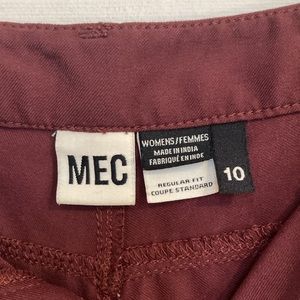 MEC
WOMENS/FEMMES
MADE IN INDIA
FABRIQUÉ EN INDE
REGULAR FIT
COUPE STANDARD
10